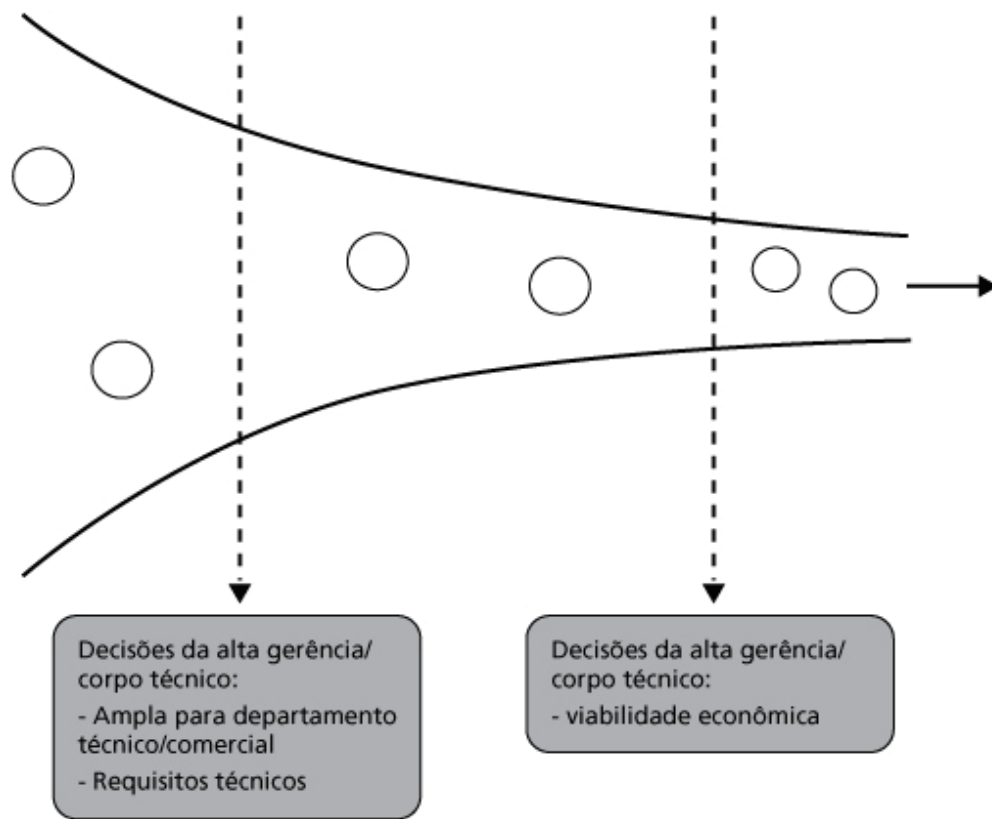 Decisões da alta gerência/
corpo técnico:
- Ampla para departamento
técnico/comercial
- Requisitos técnicos
Decisões da alta gerência/
corpo técnico:
- viabilidade econômica